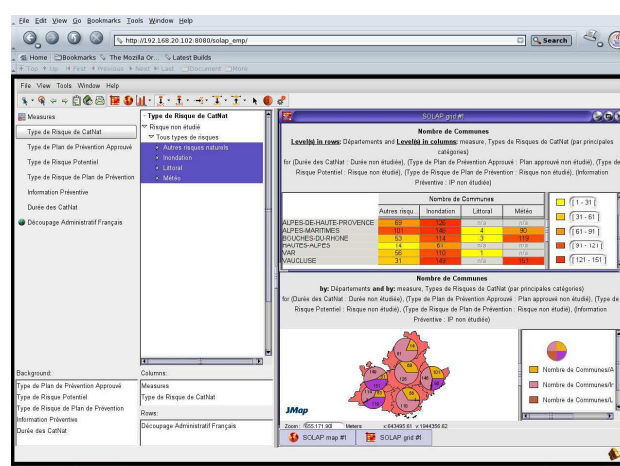 File Edit View Go Bookmarks Tools Window Help
http://192.168.20.102:8080/solap_emp/
Search
Home Bookmarks The Mozilla Or... Latest Builds
Top Up First Previous Next Last Document More
File View Tools Window Help
Measures
Type de Risque de CatNat
Type de Plan de Prévention Approuvé
Type de Risque Potentiel
Type de Risque de Plan de Prévention
Information Préventive
Durée des CatNat
Découpage Administratif Français
Type de Risque de CatNat
Risque non étudié
Tous types de risques
Autres risques naturels
Inondation
Littoral
Météo
SOLAP grid #1
Nombre de Communes
Level(s) in rows: Départements and Level(s) in columns: measure, Types de Risques de CatNat (par principales
catégories)
for (Durée des CatNat : Durée non étudiée), (Type de Plan de Prévention Approuvé : Plan approuvé non étudié), (Type de
Risque Potentiel : Risque non étudié), (Type de Risque de Plan de Prévention : Risque non étudié), (Information
Préventive : IP non étudiée)
Nombre de Communes
Autres risqu... Inondation Littoral Météo
ALPES-DE-HAUTE-PROVENCE 69 126 n/a n/a
ALPES-MARITIMES 101 148 4 90
BOUCHES-DU-RHONE 53 114 3 119
HAUTES-ALPES 14 61 n/a n/a
VAR 56 110 1 n/a
VAUCLUSE 31 149 n/a 151
[ 1 - 31 [
[ 31 - 61 [
[ 61 - 91 [
[ 91 - 121 [
[ 121 - 151 ]
Nombre de Communes
by: Départements and by: measure, Types de Risques de CatNat (par principales catégories)
for (Durée des CatNat : Durée non étudiée), (Type de Plan de Prévention Approuvé : Plan approuvé non étudié), (Type de
Risque Potentiel : Risque non étudié), (Type de Risque de Plan de Prévention : Risque non étudié), (Information
Préventive : IP non étudiée)
Nombre de Communes/A
Nombre de Communes/Ir
Nombre de Communes/L
JMap
Meters x:643495.61 y:1944356.62
SOLAP map #1 SOLAP grid #1
Background:
Type de Plan de Prévention Approuvé
Type de Risque Potentiel
Type de Risque de Plan de Prévention
Information Préventive
Durée des CatNat
Columns:
Measures
Type de Risque de CatNat
Rows:
Découpage Administratif Français